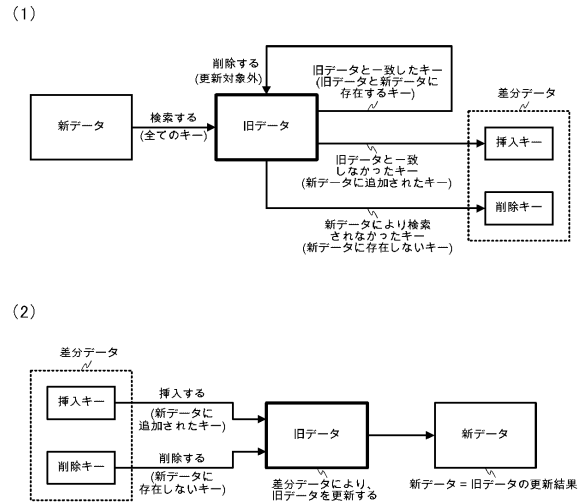 (1)
削除する
(更新対象外)
旧データと一致したキー
(旧データと新データに
存在するキー)
差分データ
新データ
検索する
(全てのキー)
旧データ
挿入キー
旧データと一致
しなかったキー
(新データに追加されたキー)
削除キー
新データにより検索
されなかったキー
(新データに存在しないキー)
(2)
差分データ
挿入キー
挿入する
(新データに
追加されたキー)
旧データ
新データ
削除キー
削除する
(新データに
存在しないキー)
差分データにより、
旧データを更新する
新データ = 旧データの更新結果